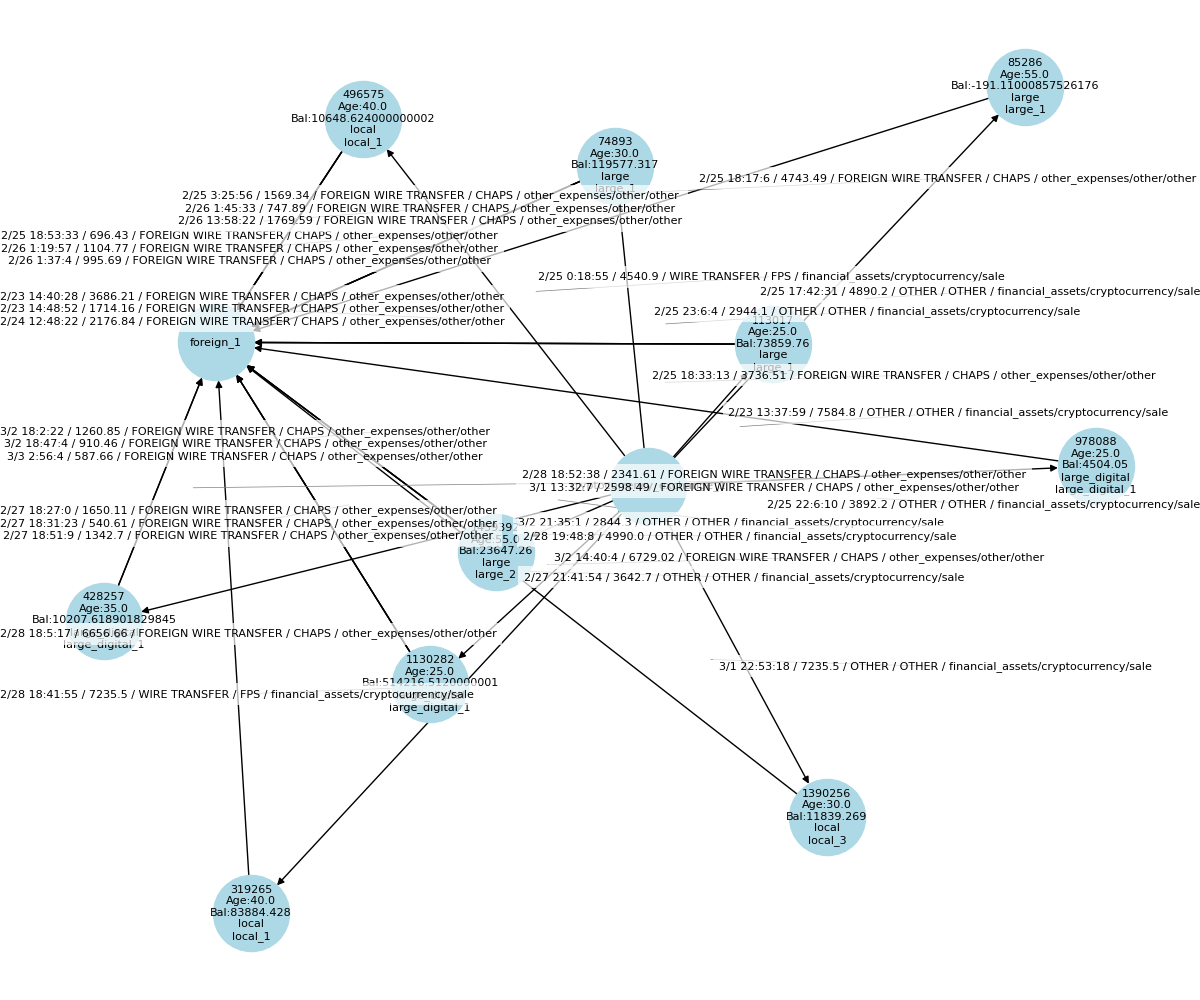 85286
Age:55.0
Bal:-191.11000857526176
large
large_1
496575
Age:40.0
Bal:10648.624000000002
local
local_1
74893
Age:30.0
Bal:119577.317
large
large_1
2/25 18:17:6 / 4743.49 / FOREIGN WIRE TRANSFER / CHAPS / other_expenses/other/other
2/25 3:25:56 / 1569.34 / FOREIGN WIRE TRANSFER / CHAPS / other_expenses/other/other
2/26 1:45:33 / 747.89 / FOREIGN WIRE TRANSFER / CHAPS / other_expenses/other/other
2/26 13:58:22 / 1769.59 / FOREIGN WIRE TRANSFER / CHAPS / other_expenses/other/other
2/25 18:53:33 / 696.43 / FOREIGN WIRE TRANSFER / CHAPS / other_expenses/other/other
2/26 1:19:57 / 1104.77 / FOREIGN WIRE TRANSFER / CHAPS / other_expenses/other/other
2/26 1:37:4 / 995.69 / FOREIGN WIRE TRANSFER / CHAPS / other_expenses/other/other
2/25 0:18:55 / 4540.9 / WIRE TRANSFER / FPS / financial_assets/cryptocurrency/sale
2/25 17:42:31 / 4890.2 / OTHER / OTHER / financial_assets/cryptocurrency/sale
2/23 14:40:28 / 3686.21 / FOREIGN WIRE TRANSFER / CHAPS / other_expenses/other/other
2/23 14:48:52 / 1714.16 / FOREIGN WIRE TRANSFER / CHAPS / other_expenses/other/other
2/24 12:48:22 / 2176.84 / FOREIGN WIRE TRANSFER / CHAPS / other_expenses/other/other
2/25 23:6:4 / 2944.1 / OTHER / OTHER / financial_assets/cryptocurrency/sale
foreign_1
113017
Age:25.0
Bal:73859.76
large
large_1
2/25 18:33:13 / 3736.51 / FOREIGN WIRE TRANSFER / CHAPS / other_expenses/other/other
2/23 13:37:59 / 7584.8 / OTHER / OTHER / financial_assets/cryptocurrency/sale
3/2 18:2:22 / 1260.85 / FOREIGN WIRE TRANSFER / CHAPS / other_expenses/other/other
3/2 18:47:4 / 910.46 / FOREIGN WIRE TRANSFER / CHAPS / other_expenses/other/other
3/3 2:56:4 / 587.66 / FOREIGN WIRE TRANSFER / CHAPS / other_expenses/other/other
978088
Age:25.0
Bal:4504.05
large_digital
large_digital_1
2/28 18:52:38 / 2341.61 / FOREIGN WIRE TRANSFER / CHAPS / other_expenses/other/other
3/1 13:32:7 / 2598.49 / FOREIGN WIRE TRANSFER / CHAPS / other_expenses/other/other
2/25 22:6:10 / 3892.2 / OTHER / OTHER / financial_assets/cryptocurrency/sale
2/27 18:27:0 / 1650.11 / FOREIGN WIRE TRANSFER / CHAPS / other_expenses/other/other
2/27 18:31:23 / 540.61 / FOREIGN WIRE TRANSFER / CHAPS / other_expenses/other/other
2/27 18:51:9 / 1342.7 / FOREIGN WIRE TRANSFER / CHAPS / other_expenses/other/other
3/2 21:35:1 / 2844.3 / OTHER / OTHER / financial_assets/cryptocurrency/sale
2/28 19:48:8 / 4990.0 / OTHER / OTHER / financial_assets/cryptocurrency/sale
3/2 14:40:4 / 6729.02 / FOREIGN WIRE TRANSFER / CHAPS / other_expenses/other/other
2/27 21:41:54 / 3642.7 / OTHER / OTHER / financial_assets/cryptocurrency/sale
Bal:23647.26
large
large_2
428257
Age:35.0
Bal:10207.618901829845
large_digital_1
2/28 18:5:17 / 6656.66 / FOREIGN WIRE TRANSFER / CHAPS / other_expenses/other/other
1130282
Age:25.0
Bal:514216.5120000001
large_digital_1
2/28 18:41:55 / 7235.5 / WIRE TRANSFER / FPS / financial_assets/cryptocurrency/sale
3/1 22:53:18 / 7235.5 / OTHER / OTHER / financial_assets/cryptocurrency/sale
1390256
Age:30.0
Bal:11839.269
local
local_3
319265
Age:40.0
Bal:83884.428
local
local_1